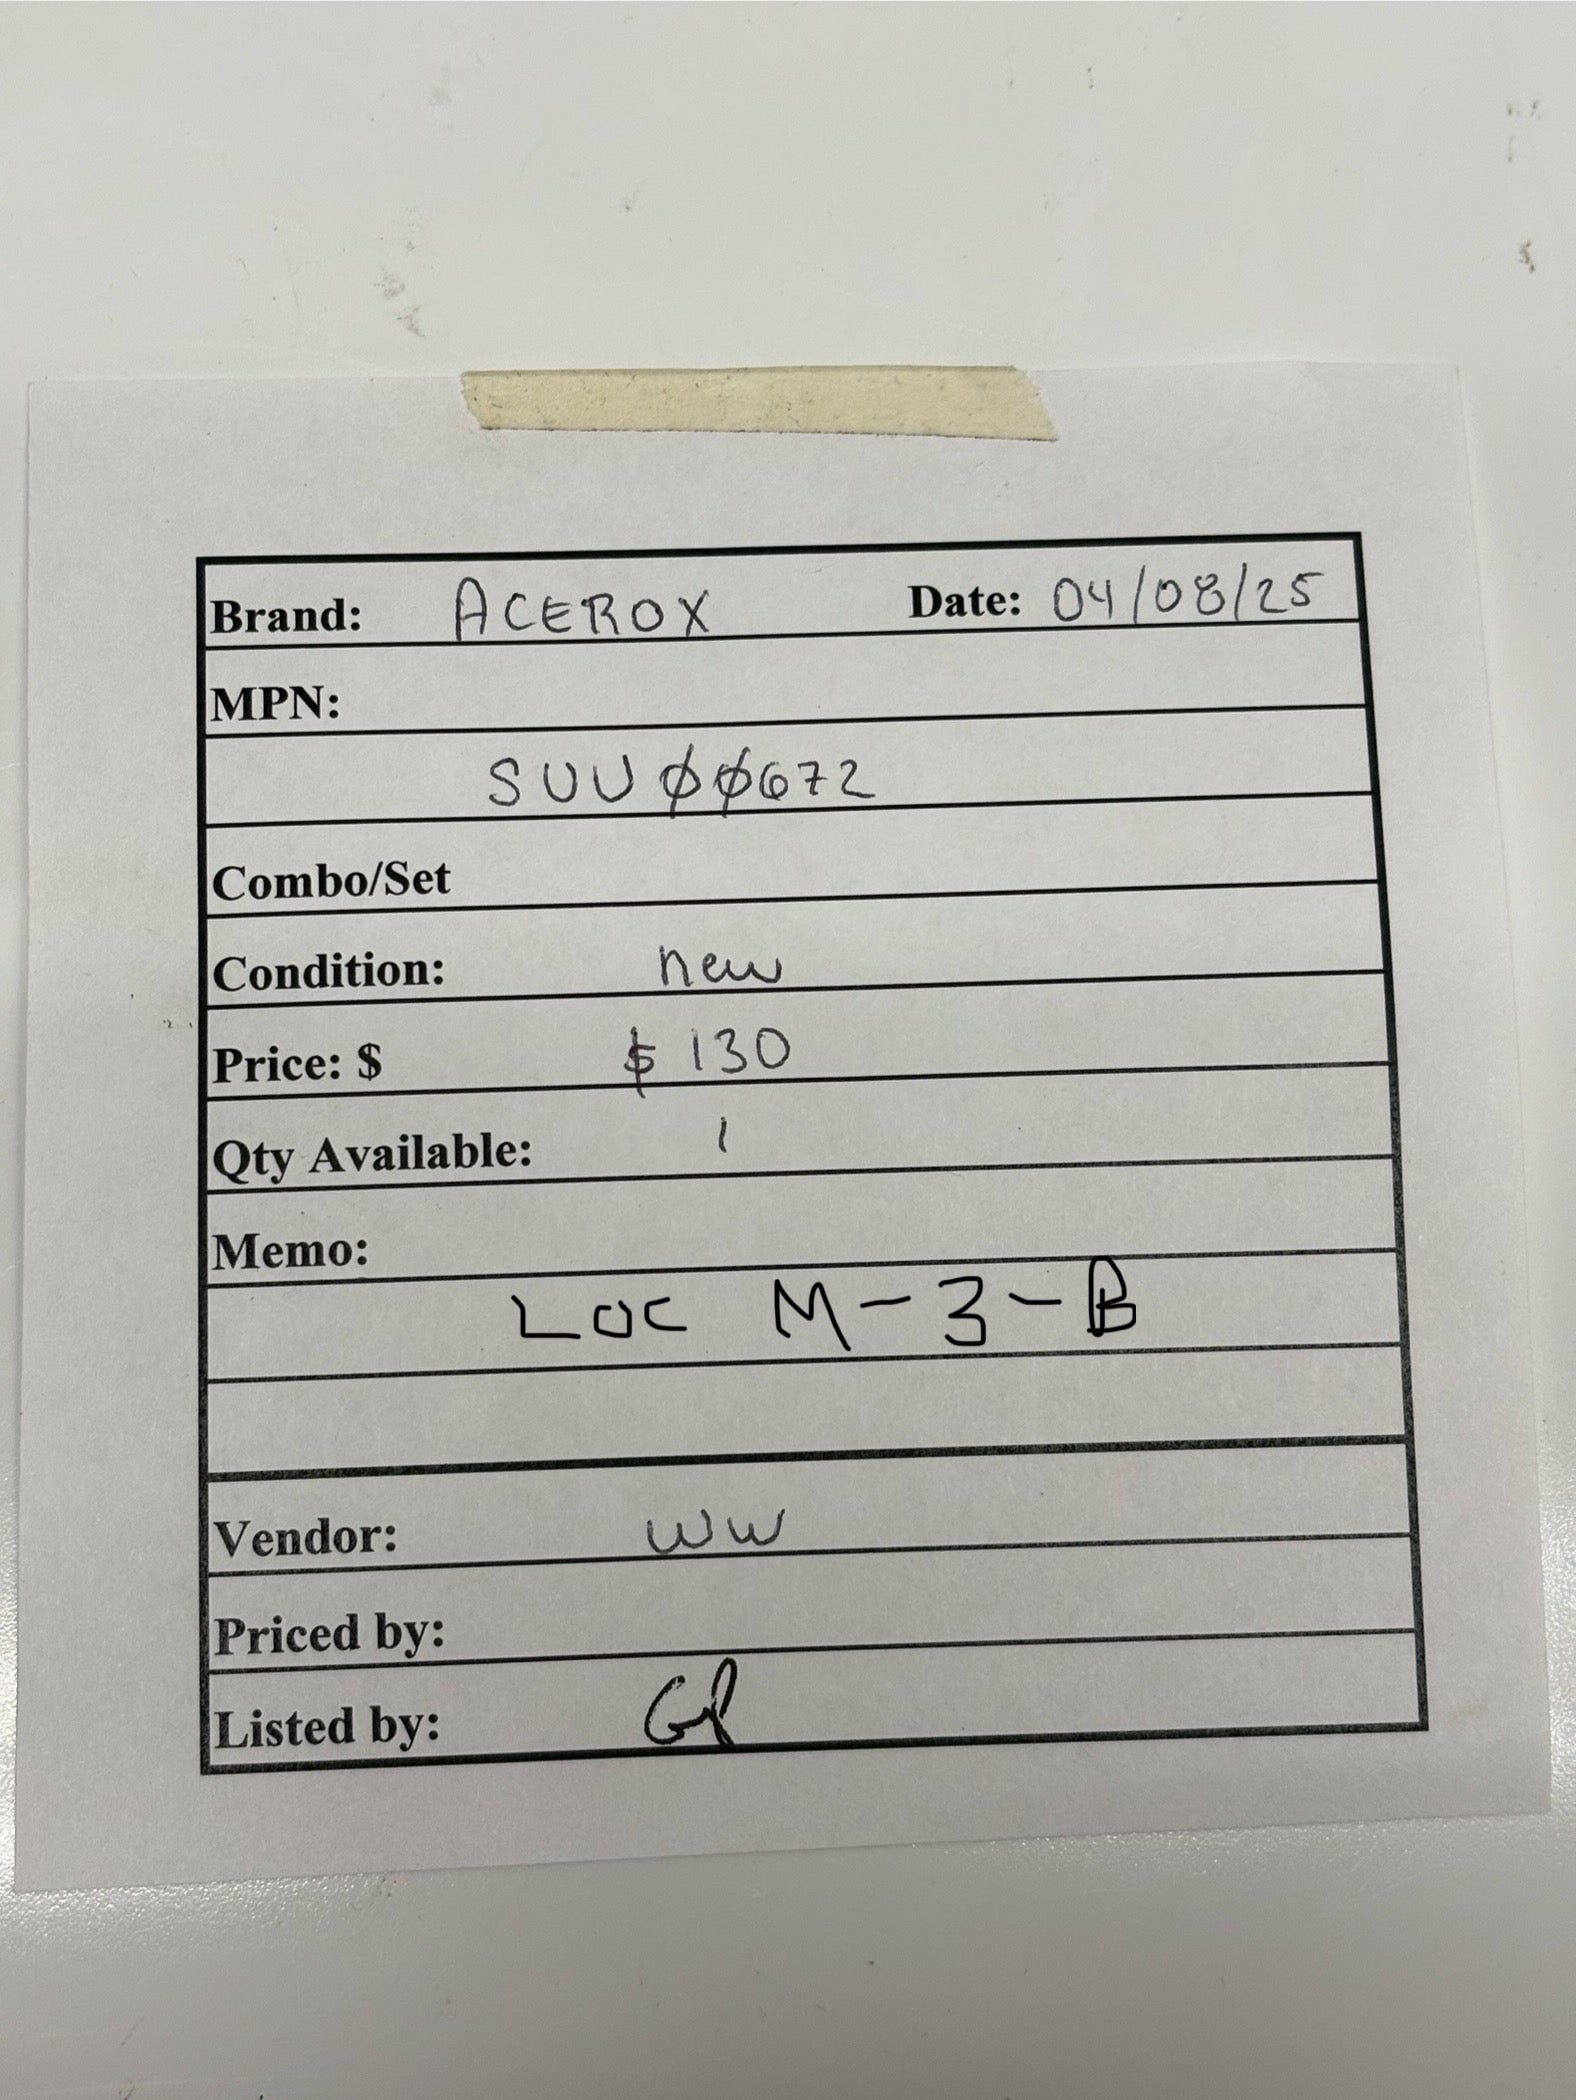 Brand: ACEROX Date: 04/08/25
MPN:
SUU00672
Combo/Set
Condition: new
Price: $ $ 130
Qty Available: 1
Memo:
LOC M-3-B
Vendor: WW
Priced by:
Listed by: